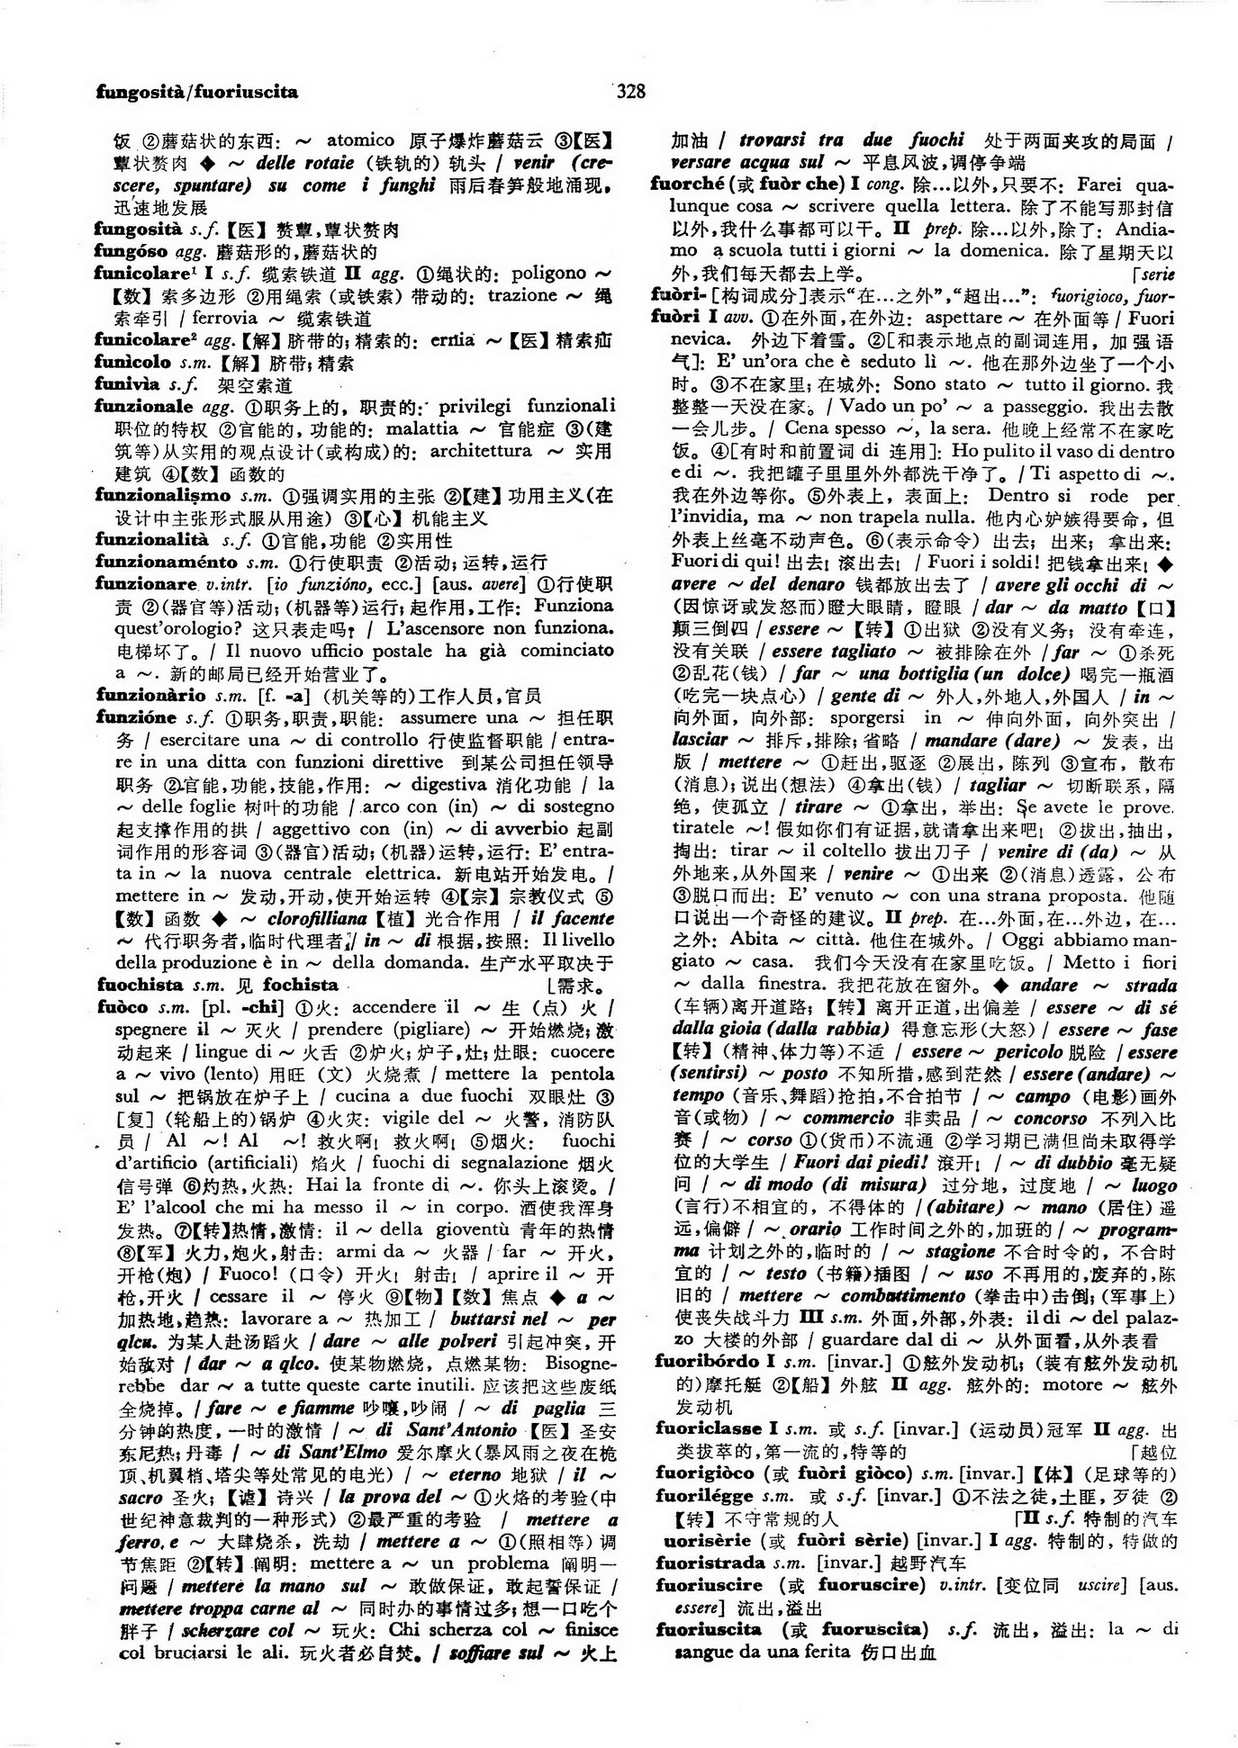 fungosità/fuoriuscita
328
饭 ②蘑菇状的东西: ～ atomico 原子爆炸蘑菇云 ③【医】
蕈状赘肉 ◆ ～ delle rotaie (铁轨的) 轨头 / venir (cre-
scere, spuntare) su come i funghi 雨后春笋般地涌现,
迅速地发展
fungosità s.f.【医】赘蕈,蕈状赘肉
fungóso agg. 蘑菇形的,蘑菇状的
funicolare¹ I s.f. 缆索铁道 II agg. ①绳状的: poligono ～
【数】索多边形 ②用绳索 (或铁索) 带动的: trazione ～ 绳
索牵引 / ferrovia ～ 缆索铁道
funicolare² agg.【解】脐带的; 精索的: ernia ～【医】精索疝
funìcolo s.m.【解】脐带; 精索
funivìa s.f. 架空索道
funzionale agg. ①职务上的, 职责的: privilegi funzionali
职位的特权 ②官能的, 功能的: malattia ～ 官能症 ③(建
筑等)从实用的观点设计(或构成)的: architettura ～ 实用
建筑 ④【数】函数的
funzionalismo s.m. ①强调实用的主张 ②【建】功用主义(在
设计中主张形式服从用途) ③【心】机能主义
funzionalità s.f. ①官能,功能 ②实用性
funzionaménto s.m. ①行使职责 ②活动; 运转,运行
funzionare v.intr. [io funzióno, ecc.] [aus. avere] ①行使职
责 ②(器官等)活动; (机器等)运行; 起作用,工作: Funziona
quest'orologio? 这只表走吗? / L'ascensore non funziona.
电梯坏了。/ Il nuovo ufficio postale ha già cominciato
a ～. 新的邮局已经开始营业了。
funzionàrio s.m. [f. -a] (机关等的)工作人员,官员
funzióne s.f. ①职务,职责,职能: assumere una ～ 担任职
务 / esercitare una ～ di controllo 行使监督职能 / entra-
re in una ditta con funzioni direttive 到某公司担任领导
职务 ②官能,功能,技能,作用: ～ digestiva 消化功能 / la
～ delle foglie 树叶的功能 / arco con (in) ～ di sostegno
起支撑作用的拱 / aggettivo con (in) ～ di avverbio 起副
词作用的形容词 ③(器官)活动; (机器)运转,运行: E' entra-
ta in ～ la nuova centrale elettrica. 新电站开始发电。/
mettere in ～ 发动,开动,使开始运转 ④【宗】宗教仪式 ⑤
【数】函数 ◆ ～ clorofilliana【植】光合作用 / il facente
～ 代行职务者,临时代理者 / in ～ di 根据,按照: Il livello
della produzione è in ～ della domanda. 生产水平取决于
fuochista s.m. 见 fochista ⌊需求。
fuòco s.m. [pl. -chi] ①火: accendere il ～ 生 (点) 火 /
spegnere il ～ 灭火 / prendere (pigliare) ～ 开始燃烧; 激
动起来 / lingue di ～ 火舌 ②炉火; 炉子,灶; 灶眼: cuocere
a ～ vivo (lento) 用旺 (文) 火烧煮 / mettere la pentola
sul ～ 把锅放在炉子上 / cucina a due fuochi 双眼灶 ③
[复] (轮船上的)锅炉 ④火灾: vigile del ～ 火警, 消防队
员 / Al ～! Al ～! 救火啊! 救火啊! ⑤烟火: fuochi
d'artificio (artificiali) 焰火 / fuochi di segnalazione 烟火
信号弹 ⑥灼热,火热: Hai la fronte di ～. 你头上滚烫。/
E' l'alcool che mi ha messo il ～ in corpo. 酒使我浑身
发热。⑦【转】热情,激情: il ～ della gioventù 青年的热情
⑧【军】火力,炮火,射击: armi da ～ 火器 / far ～ 开火,
开枪(炮) / Fuoco! (口令) 开火! 射击! / aprire il ～ 开
枪,开火 / cessare il ～ 停火 ⑨【物】【数】焦点 ◆ a ～
加热地,趋热: lavorare a ～ 热加工 / buttarsi nel ～ per
qlcu. 为某人赴汤蹈火 / dare ～ alle polveri 引起冲突, 开
始敌对 / dar ～ a qlco. 使某物燃烧, 点燃某物: Bisogne-
rebbe dar ～ a tutte queste carte inutili. 应该把这些废纸
全烧掉。/ fare ～ e fiamme 吵嚷,吵闹 / ～ di paglia 三
分钟的热度, 一时的激情 / ～ di Sant'Antonio【医】圣安
东尼热; 丹毒 / ～ di Sant'Elmo 爱尔摩火(暴风雨之夜在桅
顶、机翼梢、塔尖等处常见的电光) / ～ eterno 地狱 / il ～
sacro 圣火; 【谑】诗兴 / la prova del ～ ①火烙的考验(中
世纪神意裁判的一种形式) ②最严重的考验 / mettere a
ferro e ～ 大肆烧杀, 洗劫 / mettere a ～ ①(照相等) 调
节焦距 ②【转】阐明: mettere a ～ un problema 阐明一
问题 / mettere la mano sul ～ 敢做保证, 敢起誓保证 /
mettere troppa carne al ～ 同时办的事情过多; 想一口吃个
胖子 / scherzare col ～ 玩火: Chi scherza col ～ finisce
col bruciarsi le ali. 玩火者必自焚。/ soffiare sul ～ 火上
加油 / trovarsi tra due fuochi 处于两面夹攻的局面 /
versare acqua sul ～ 平息风波,调停争端
fuorché (或 fuòr che) I cong. 除…以外,只要不: Farei qua-
lunque cosa ～ scrivere quella lettera. 除了不能写那封信
以外,我什么事都可以干。II prep. 除…以外,除了: Andia-
mo a scuola tutti i giorni ～ la domenica. 除了星期天以
外,我们每天都去上学。 ⌈serie
fuòri- [构词成分]表示“在…之外”,“超出…”: fuorigioco, fuor-
fuòri I avv. ①在外面,在外边: aspettare ～ 在外面等 / Fuori
nevica. 外边下着雪。②[和表示地点的副词连用, 加强语
气]: E' un'ora che è seduto lì ～. 他在那外边坐了一个小
时。③不在家里; 在城外: Sono stato ～ tutto il giorno. 我
整整一天没在家。/ Vado un po' ～ a passeggio. 我出去散
一会儿步。/ Cena spesso ～, la sera. 他晚上经常不在家吃
饭。④[有时和前置词 di 连用]: Ho pulito il vaso di dentro
e di ～. 我把罐子里里外外都洗干净了。/ Ti aspetto di ～.
我在外边等你。⑤外表上, 表面上: Dentro si rode per
l'invidia, ma ～ non trapela nulla. 他内心妒嫉得要命, 但
外表上丝毫不动声色。⑥(表示命令) 出去; 出来; 拿出来:
Fuori di qui! 出去! 滚出去! / Fuori i soldi! 把钱拿出来! ◆
avere ～ del denaro 钱都放出去了 / avere gli occhi di ～
(因惊讶或发怒而)瞪大眼睛, 瞪眼 / dar ～ da matto【口】
颠三倒四 / essere ～【转】①出狱 ②没有义务; 没有牵连,
没有关联 / essere tagliato ～ 被排除在外 / far ～ ①杀死
②乱花(钱) / far ～ una bottiglia (un dolce) 喝完一瓶酒
(吃完一块点心) / gente di ～ 外人,外地人,外国人 / in ～
向外面, 向外部: sporgersi in ～ 伸向外面, 向外突出 /
lasciar ～ 排斥,排除; 省略 / mandare (dare) ～ 发表, 出
版 / mettere ～ ①赶出,驱逐 ②展出, 陈列 ③宣布, 散布
(消息); 说出(想法) ④拿出(钱) / tagliar ～ 切断联系, 隔
绝, 使孤立 / tirare ～ ①拿出, 举出: Se avete le prove.
tiratele ～! 假如你们有证据,就请拿出来吧! ②拔出,抽出,
掏出: tirar ～ il coltello 拔出刀子 / venire di (da) ～ 从
外地来,从外国来 / venire ～ ①出来 ②(消息)透露, 公布
③脱口而出: E' venuto ～ con una strana proposta. 他随
口说出一个奇怪的建议。II prep. 在…外面,在…外边, 在…
之外: Abita ～ città. 他住在城外。/ Oggi abbiamo man-
giato ～ casa. 我们今天没有在家里吃饭。/ Metto i fiori
～ dalla finestra. 我把花放在窗外。◆ andare ～ strada
(车辆)离开道路; 【转】离开正道,出偏差 / essere ～ di sé
dalla gioia (dalla rabbia) 得意忘形(大怒) / essere ～ fase
【转】(精神、体力等)不适 / essere ～ pericolo 脱险 / essere
(sentirsi) ～ posto 不知所措,感到茫然 / essere (andare) ～
tempo (音乐、舞蹈)抢拍,不合拍节 / ～ campo (电影)画外
音(或物) / ～ commercio 非卖品 / ～ concorso 不列入比
赛 / ～ corso ①(货币)不流通 ②学习期已满但尚未取得学
位的大学生 / Fuori dai piedi! 滚开! / ～ di dubbio 毫无疑
问 / ～ di modo (di misura) 过分地, 过度地 / ～ luogo
(言行)不相宜的, 不得体的 / (abitare) ～ mano (居住) 遥
远,偏僻 / ～ orario 工作时间之外的,加班的 / ～ program-
ma 计划之外的,临时的 / ～ stagione 不合时令的, 不合时
宜的 / ～ testo (书籍)插图 / ～ uso 不再用的,废弃的,陈
旧的 / mettere ～ combattimento (拳击中)击倒; (军事上)
使丧失战斗力 III s.m. 外面,外部,外表: il di ～ del palaz-
zo 大楼的外部 / guardare dal di ～ 从外面看,从外表看
fuoribórdo I s.m. [invar.] ①舷外发动机; (装有舷外发动机
的)摩托艇 ②【船】外舷 II agg. 舷外的: motore ～ 舷外
发动机
fuoriclasse I s.m. 或 s.f. [invar.] (运动员)冠军 II agg. 出
类拔萃的,第一流的,特等的 ⌈越位
fuorigiòco (或 fuòri giòco) s.m. [invar.]【体】(足球等的)
fuorilégge s.m. 或 s.f. [invar.] ①不法之徒,土匪, 歹徒 ②
【转】不守常规的人 ⌈II s.f. 特制的汽车
uorisèrie (或 fuòri sèrie) [invar.] I agg. 特制的, 特做的
fuoristrada s.m. [invar.] 越野汽车
fuoriuscire (或 fuoruscire) v.intr. [变位同 uscire] [aus.
essere] 流出,溢出
fuoriuscita (或 fuoruscita) s.f. 流出, 溢出: la ～ di
sangue da una ferita 伤口出血